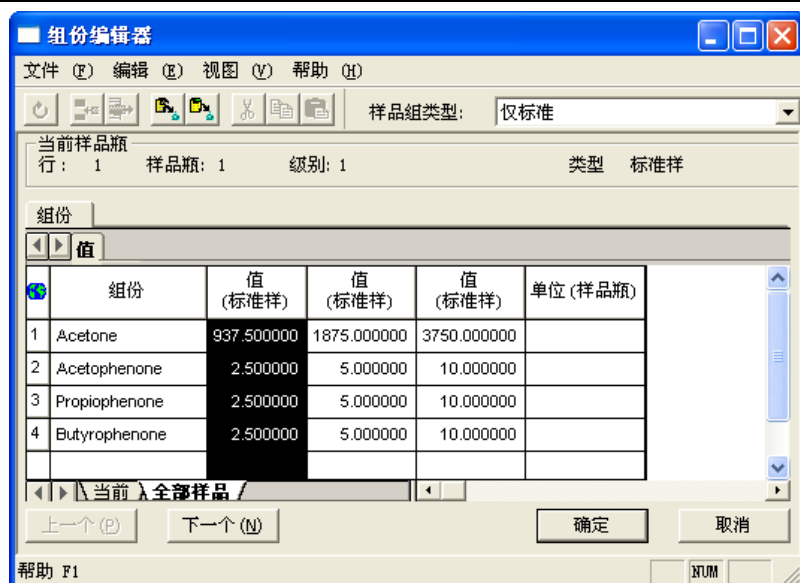 组份编辑器
文件 (F) 编辑 (E) 视图 (V) 帮助 (H)
样品组类型: 仅标准
当前样品瓶
行: 1 样品瓶: 1 级别: 1 类型 标准样
组份
值
组份 值 (标准样) 值 (标准样) 值 (标准样) 单位 (样品瓶)
1 Acetone 937.500000 1875.000000 3750.000000
2 Acetophenone 2.500000 5.000000 10.000000
3 Propiophenone 2.500000 5.000000 10.000000
4 Butyrophenone 2.500000 5.000000 10.000000
当前 全部样品
上一个 (P) 下一个 (N) 确定 取消
帮助 F1 NUM